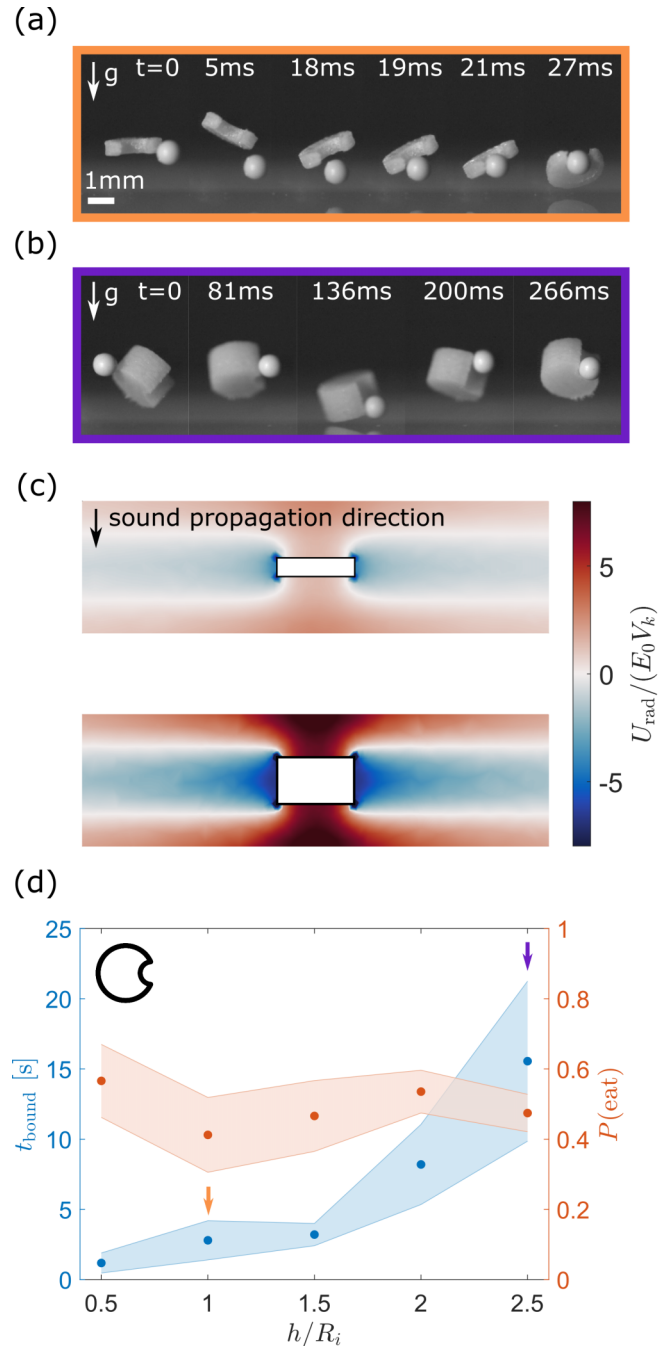 (a)
g t=0 5ms 18ms 19ms 21ms 27ms
1mm
(b)
g t=0 81ms 136ms 200ms 266ms
(c)
sound propagation direction
5
0
-5
U_rad/(E_0V_k)
(d)
25 1
20 0.8
15 0.6
10 0.4
5 0.2
0 0
t_bound [s]
P(eat)
0.5 1 1.5 2 2.5
h/R_i